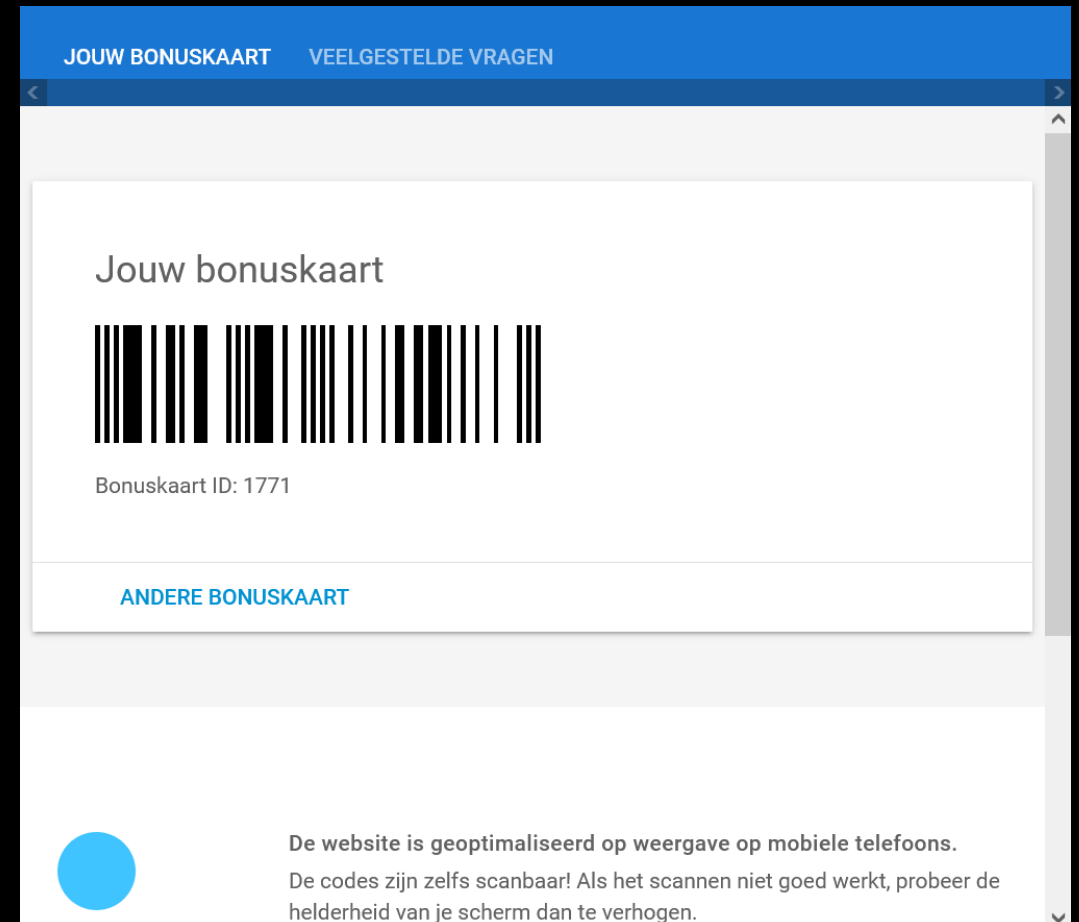 JOUW BONUSKAART VEELGESTELDE VRAGEN
Jouw bonuskaart
Bonuskaart ID: 1771
ANDERE BONUSKAART
De website is geoptimaliseerd op weergave op mobiele telefoons.
De codes zijn zelfs scanbaar! Als het scannen niet goed werkt, probeer de
helderheid van je scherm dan te verhogen.